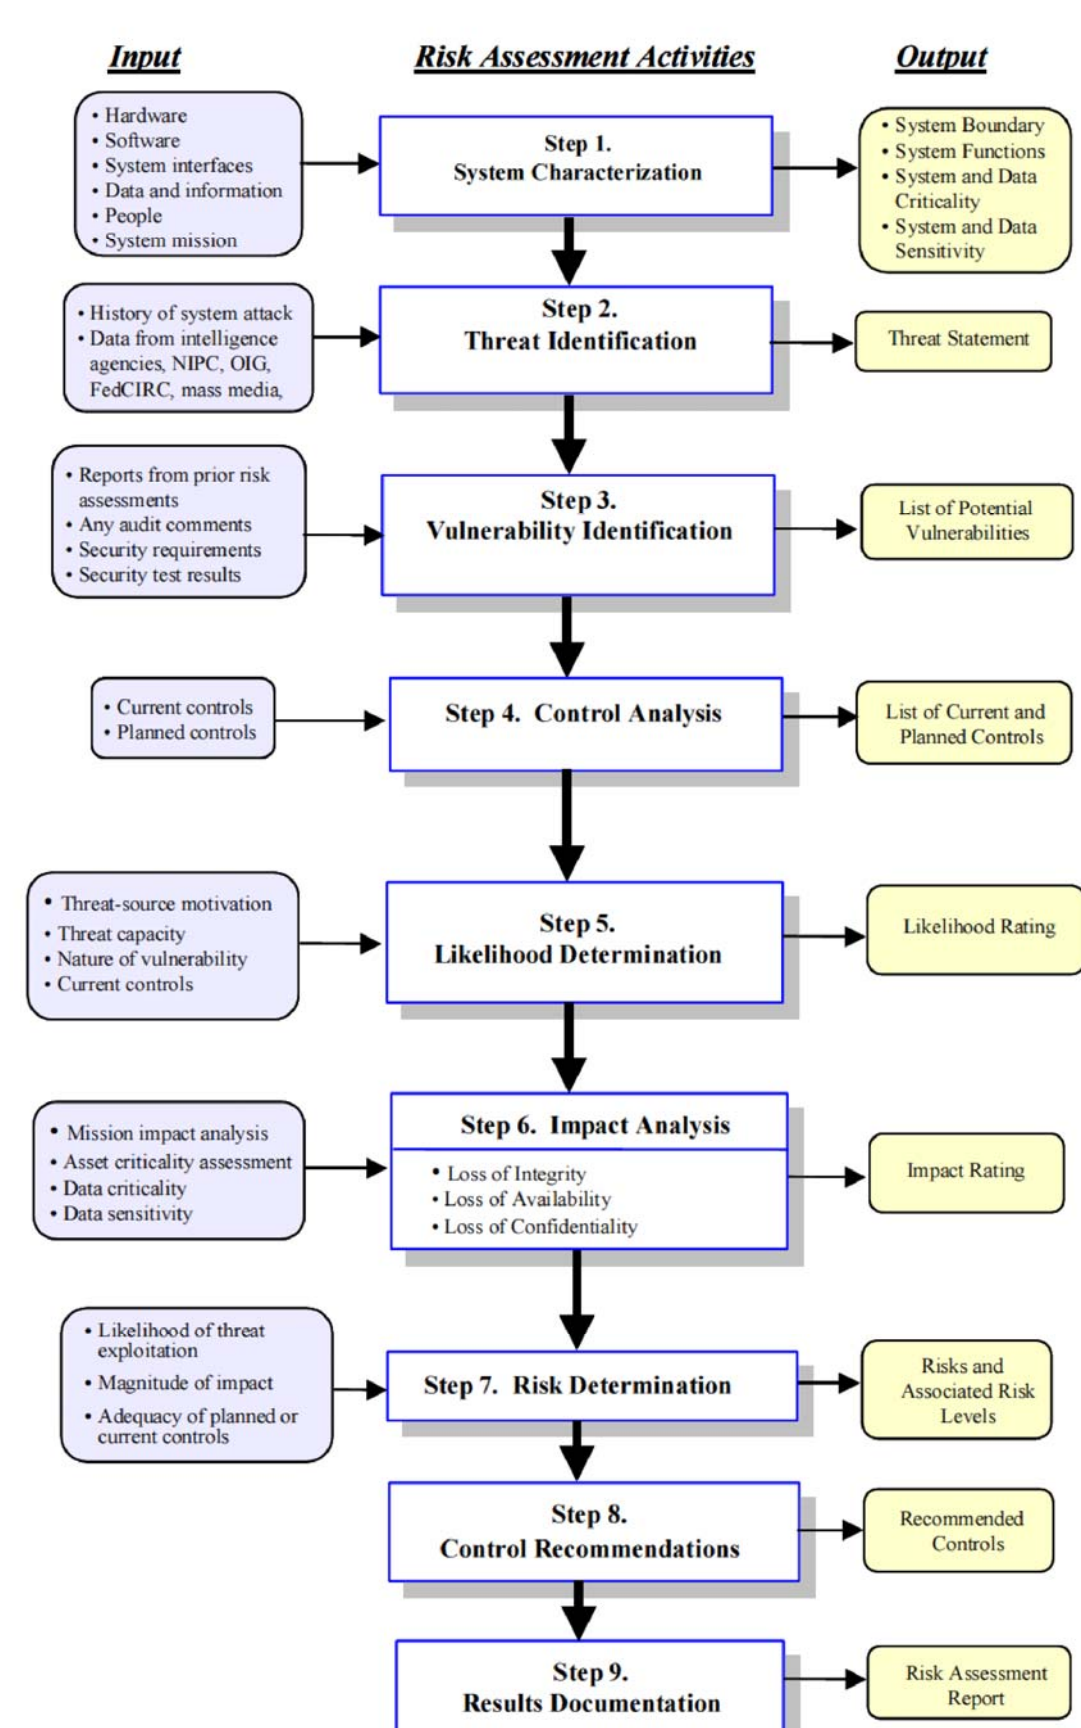 Input
Risk Assessment Activities
Output
• Hardware
• Software
• System interfaces
• Data and information
• People
• System mission
Step 1.
System Characterization
• System Boundary
• System Functions
• System and Data
Criticality
• System and Data
Sensitivity
• History of system attack
• Data from intelligence
agencies, NIPC, OIG,
FedCIRC, mass media,
Step 2.
Threat Identification
Threat Statement
• Reports from prior risk
assessments
• Any audit comments
• Security requirements
• Security test results
Step 3.
Vulnerability Identification
List of Potential
Vulnerabilities
• Current controls
• Planned controls
Step 4. Control Analysis
List of Current and
Planned Controls
• Threat-source motivation
• Threat capacity
• Nature of vulnerability
• Current controls
Step 5.
Likelihood Determination
Likelihood Rating
• Mission impact analysis
• Asset criticality assessment
• Data criticality
• Data sensitivity
Step 6. Impact Analysis
• Loss of Integrity
• Loss of Availability
• Loss of Confidentiality
Impact Rating
• Likelihood of threat
exploitation
• Magnitude of impact
• Adequacy of planned or
current controls
Step 7. Risk Determination
Risks and
Associated Risk
Levels
Step 8.
Control Recommendations
Recommended
Controls
Step 9.
Results Documentation
Risk Assessment
Report